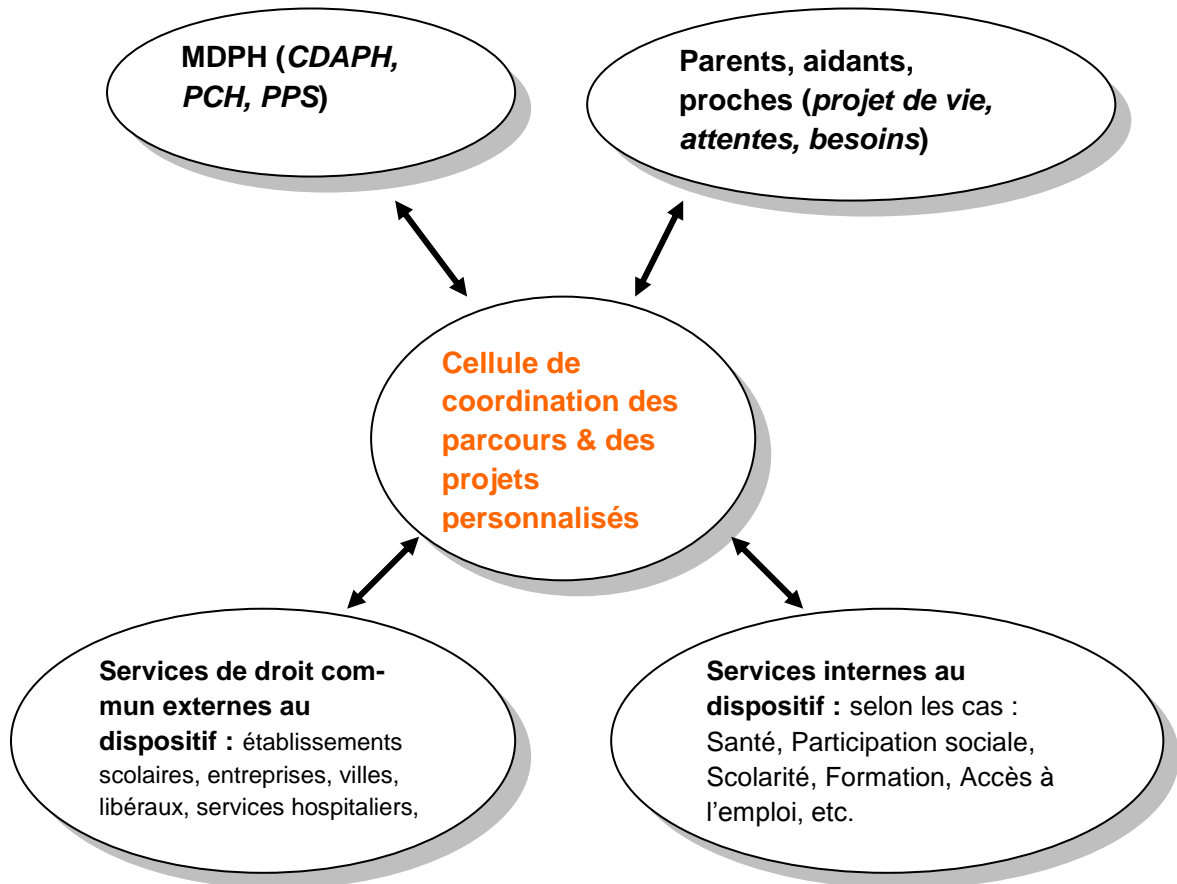 MDPH (CDAPH,
PCH, PPS)
Parents, aidants,
proches (projet de vie,
attentes, besoins)
Cellule de
coordination des
parcours & des
projets
personnalisés
Services de droit com-
mun externes au
dispositif : établissements
scolaires, entreprises, villes,
libéraux, services hospitaliers,
Services internes au
dispositif : selon les cas :
Santé, Participation sociale,
Scolarité, Formation, Accès à
l’emploi, etc.